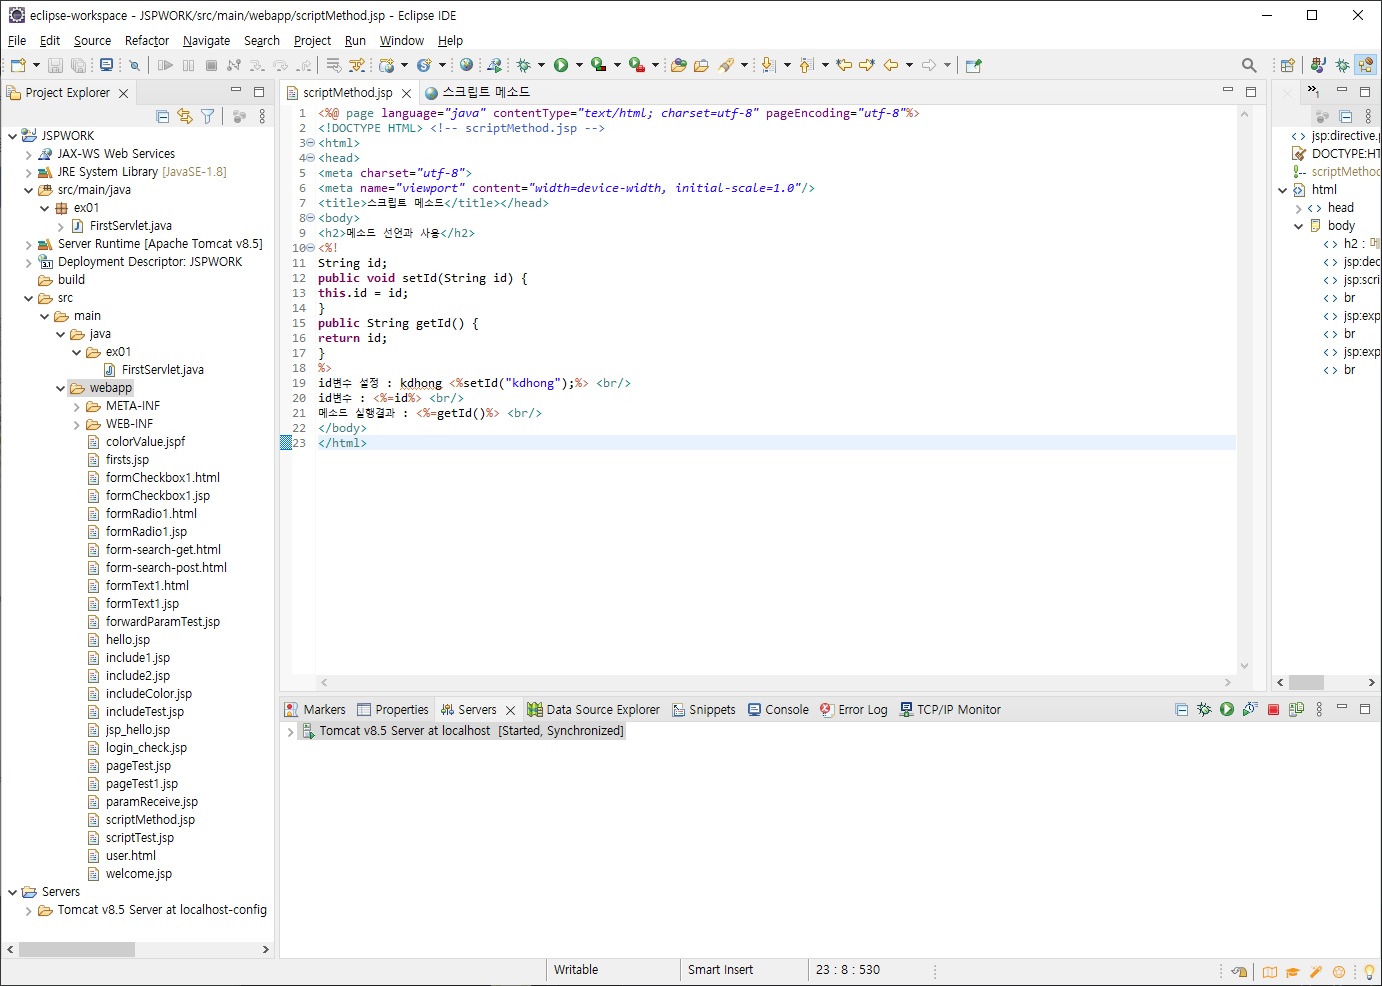 eclipse-workspace - JSPWORK/src/main/webapp/scriptMethod.jsp - Eclipse IDE
File Edit Source Refactor Navigate Search Project Run Window Help
Project Explorer
JSPWORK
JAX-WS Web Services
JRE System Library [JavaSE-1.8]
src/main/java
ex01
FirstServlet.java
Server Runtime [Apache Tomcat v8.5]
Deployment Descriptor: JSPWORK
build
src
main
java
ex01
FirstServlet.java
webapp
META-INF
WEB-INF
colorValue.jspf
firsts.jsp
formCheckbox1.html
formCheckbox1.jsp
formRadio1.html
formRadio1.jsp
form-search-get.html
form-search-post.html
formText1.html
formText1.jsp
forwardParamTest.jsp
hello.jsp
include1.jsp
include2.jsp
includeColor.jsp
includeTest.jsp
jsp_hello.jsp
login_check.jsp
pageTest.jsp
pageTest1.jsp
paramReceive.jsp
scriptMethod.jsp
scriptTest.jsp
user.html
welcome.jsp
Servers
Tomcat v8.5 Server at localhost-config
scriptMethod.jsp 스크립트 메소드
1 <%@ page language="java" contentType="text/html; charset=utf-8" pageEncoding="utf-8"%>
2 <!DOCTYPE HTML> <!-- scriptMethod.jsp -->
3 <html>
4 <head>
5 <meta charset="utf-8">
6 <meta name="viewport" content="width=device-width, initial-scale=1.0"/>
7 <title>스크립트 메소드</title></head>
8 <body>
9 <h2>메소드 선언과 사용</h2>
10 <%!
11 String id;
12 public void setId(String id) {
13 this.id = id;
14 }
15 public String getId() {
16 return id;
17 }
18 %>
19 id변수 설정 : kdhong <%setId("kdhong");%> <br/>
20 id변수 : <%=id%> <br/>
21 메소드 실행결과 : <%=getId()%> <br/>
22 </body>
23 </html>
»1
jsp:directive.p
DOCTYPE:HT
scriptMethod
html
head
body
h2 : 메
jsp:dec
jsp:scri
br
jsp:exp
br
jsp:exp
br
Markers Properties Servers Data Source Explorer Snippets Console Error Log TCP/IP Monitor
Tomcat v8.5 Server at localhost [Started, Synchronized]
Writable Smart Insert 23 : 8 : 530